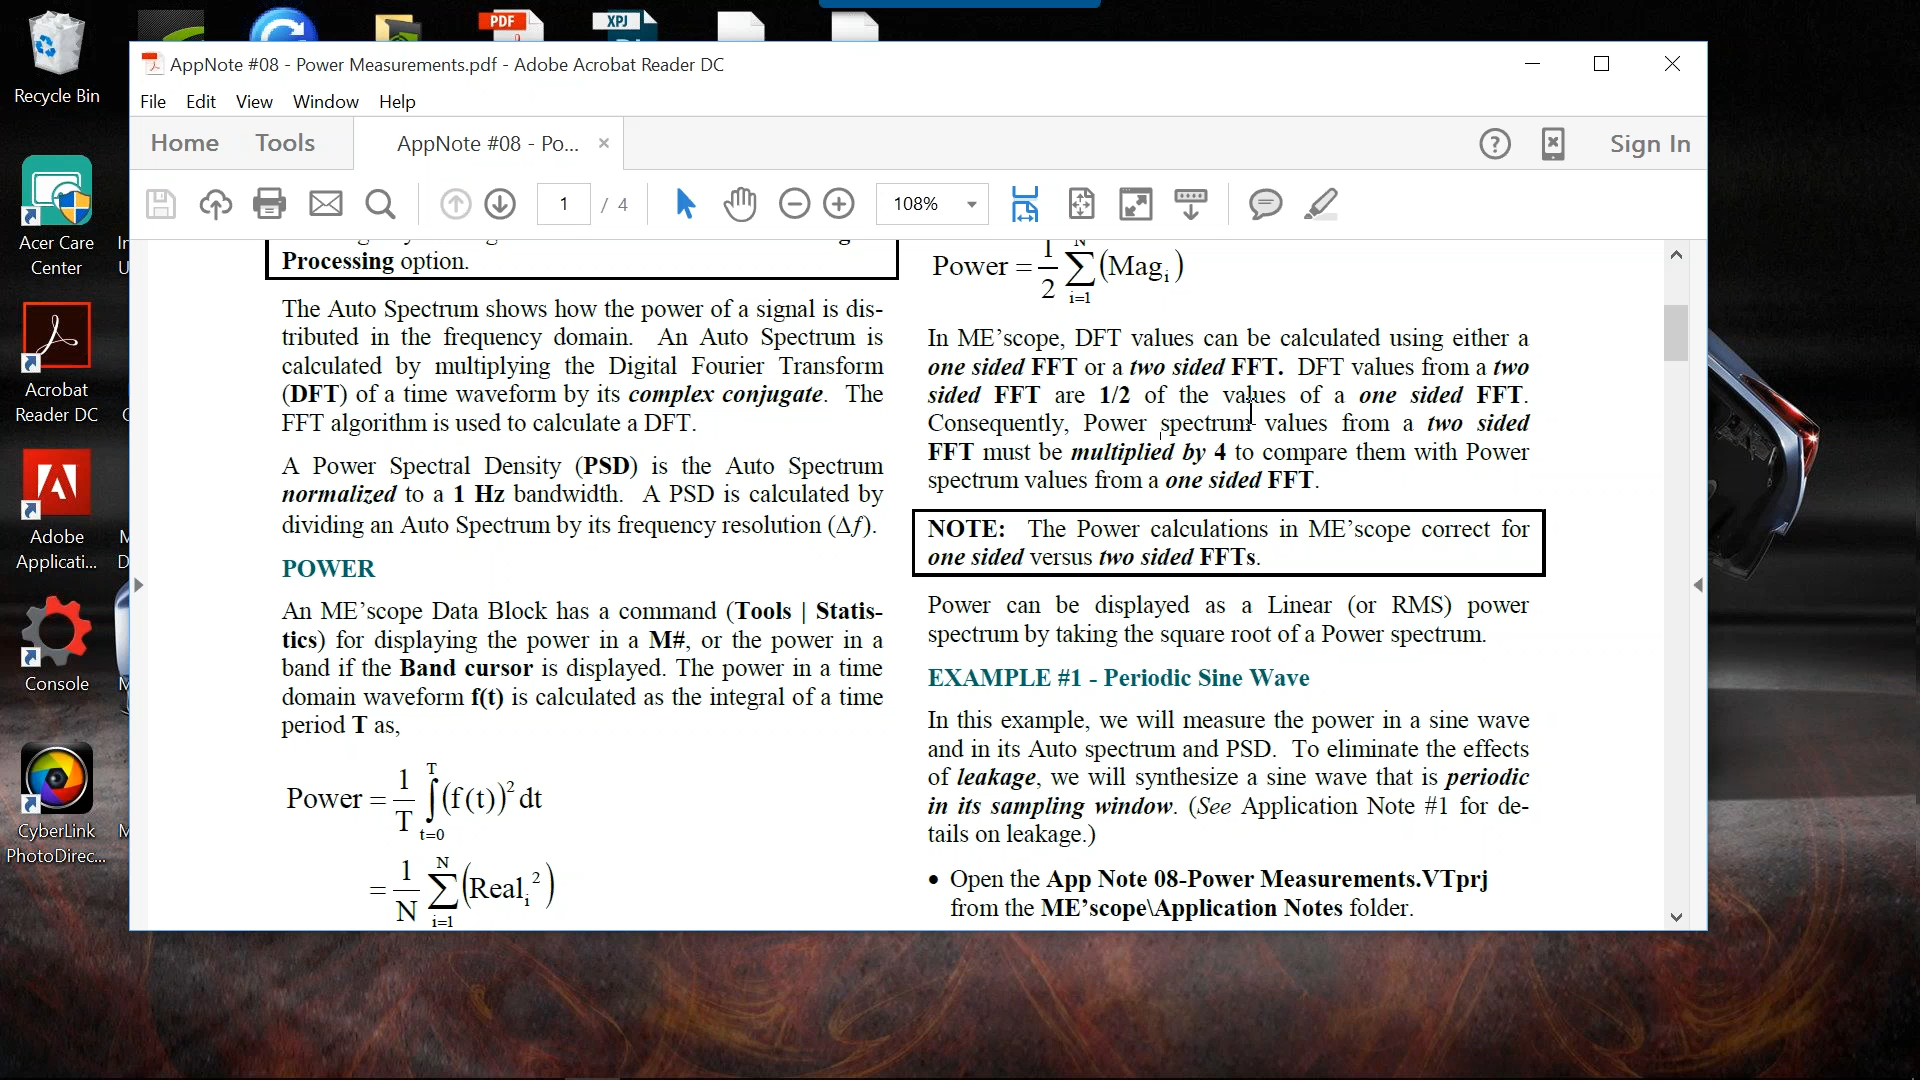 Recycle Bin
Acer Care
Center
Acrobat
Reader DC
Adobe
Applicati...
Console
CyberLink
PhotoDirec...
PDF
XPJ
AppNote #08 - Power Measurements.pdf - Adobe Acrobat Reader DC
File Edit View Window Help
Home Tools AppNote #08 - Po... × Sign In
1 / 4 108%
Processing option.
The Auto Spectrum shows how the power of a signal is dis-
tributed in the frequency domain. An Auto Spectrum is
calculated by multiplying the Digital Fourier Transform
(DFT) of a time waveform by its complex conjugate. The
FFT algorithm is used to calculate a DFT.
A Power Spectral Density (PSD) is the Auto Spectrum
normalized to a 1 Hz bandwidth. A PSD is calculated by
dividing an Auto Spectrum by its frequency resolution (Δf).
POWER
An ME'scope Data Block has a command (Tools | Statis-
tics) for displaying the power in a M#, or the power in a
band if the Band cursor is displayed. The power in a time
domain waveform f(t) is calculated as the integral of a time
period T as,
Power = 1/T ∫_{t=0}^{T} (f(t))² dt
= 1/N ∑_{i=1}^{N} (Real_i²)
Power = 1/2 ∑_{i=1}^{N} (Mag_i)
In ME'scope, DFT values can be calculated using either a
one sided FFT or a two sided FFT. DFT values from a two
sided FFT are 1/2 of the values of a one sided FFT.
Consequently, Power spectrum values from a two sided
FFT must be multiplied by 4 to compare them with Power
spectrum values from a one sided FFT.
NOTE: The Power calculations in ME'scope correct for
one sided versus two sided FFTs.
Power can be displayed as a Linear (or RMS) power
spectrum by taking the square root of a Power spectrum.
EXAMPLE #1 - Periodic Sine Wave
In this example, we will measure the power in a sine wave
and in its Auto spectrum and PSD. To eliminate the effects
of leakage, we will synthesize a sine wave that is periodic
in its sampling window. (See Application Note #1 for de-
tails on leakage.)
• Open the App Note 08-Power Measurements.VTprj
from the ME'scope\Application Notes folder.